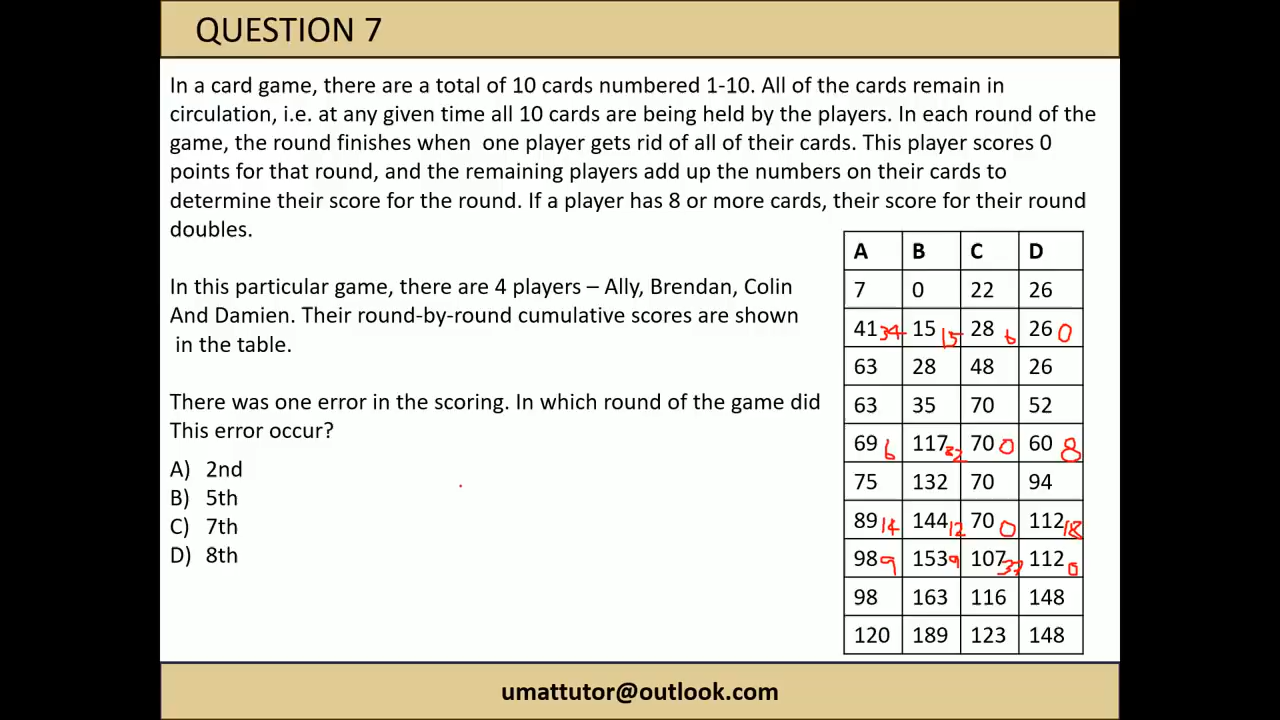 QUESTION 7
In a card game, there are a total of 10 cards numbered 1-10. All of the cards remain in
circulation, i.e. at any given time all 10 cards are being held by the players. In each round of the
game, the round finishes when one player gets rid of all of their cards. This player scores 0
points for that round, and the remaining players add up the numbers on their cards to
determine their score for the round. If a player has 8 or more cards, their score for their round
doubles.
In this particular game, there are 4 players – Ally, Brendan, Colin
And Damien. Their round-by-round cumulative scores are shown
in the table.
There was one error in the scoring. In which round of the game did
This error occur?
A) 2nd
B) 5th
C) 7th
D) 8th
A B C D
7 0 22 26
41 34 15 15 28 6 26 0
63 28 48 26
63 35 70 52
69 6 117 82 70 0 60 8
75 132 70 94
89 14 144 12 70 0 112 18
98 9 153 9 107 37 112 0
98 163 116 148
120 189 123 148
umattutor@outlook.com